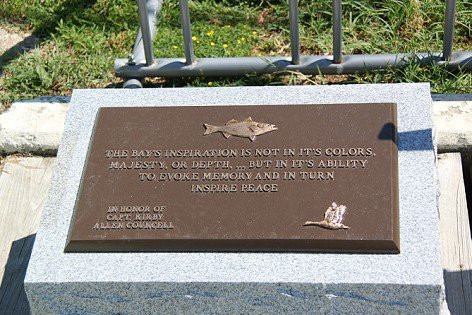 THE BAY'S INSPIRATION IS NOT IN IT'S COLORS,
MAJESTY, OR DEPTH, ... BUT IN IT'S ABILITY
TO EVOKE MEMORY AND IN TURN
INSPIRE PEACE
IN HONOR OF
CAPT. KIRBY
ALLEN COURCELL